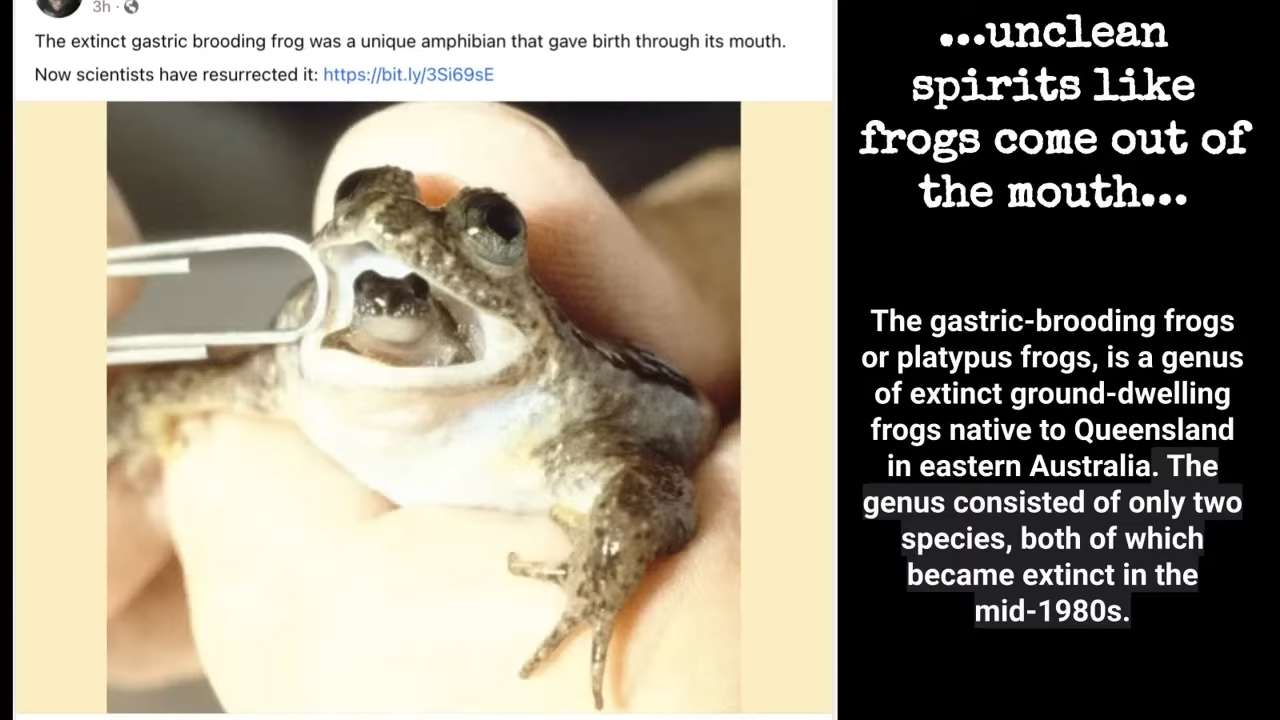 3h ·
The extinct gastric brooding frog was a unique amphibian that gave birth through its mouth.
Now scientists have resurrected it: https://bit.ly/3Si69sE
...unclean
spirits like
frogs come out of
the mouth...
The gastric-brooding frogs
or platypus frogs, is a genus
of extinct ground-dwelling
frogs native to Queensland
in eastern Australia. The
genus consisted of only two
species, both of which
became extinct in the
mid-1980s.